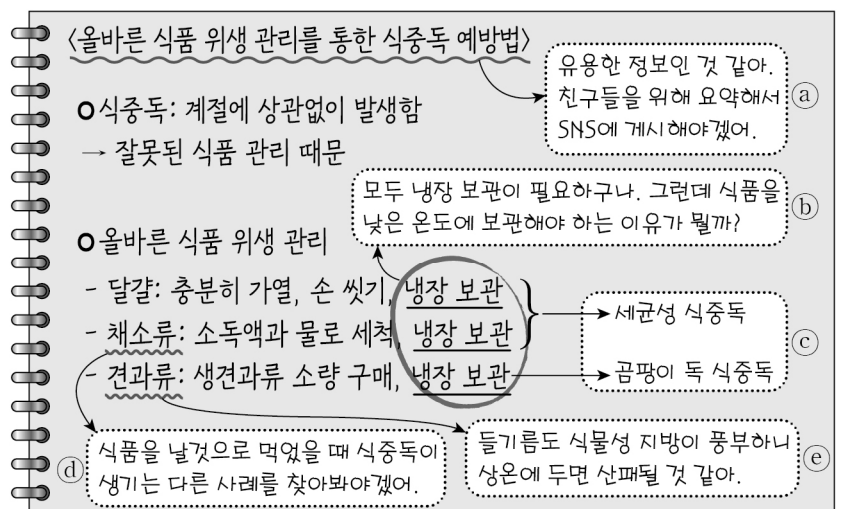 〈올바른 식품 위생 관리를 통한 식중독 예방법〉
유용한 정보인 것 같아.
친구들을 위해 요약해서
SNS에 게시해야겠어.
ⓐ
o식중독: 계절에 상관없이 발생함
→ 잘못된 식품 관리 때문
모두 냉장 보관이 필요하구나. 그런데 식품을
낮은 온도에 보관해야 하는 이유가 뭘까?
ⓑ
o올바른 식품 위생 관리
- 달걀: 충분히 가열, 손 씻기, 냉장 보관
- 채소류: 소독액과 물로 세척, 냉장 보관
- 견과류: 생견과류 소량 구매, 냉장 보관
세균성 식중독
곰팡이 독 식중독
ⓒ
ⓓ
식품을 날것으로 먹었을 때 식중독이
생기는 다른 사례를 찾아봐야겠어.
들기름도 식물성 지방이 풍부하니
상온에 두면 산패될 것 같아.
ⓔ